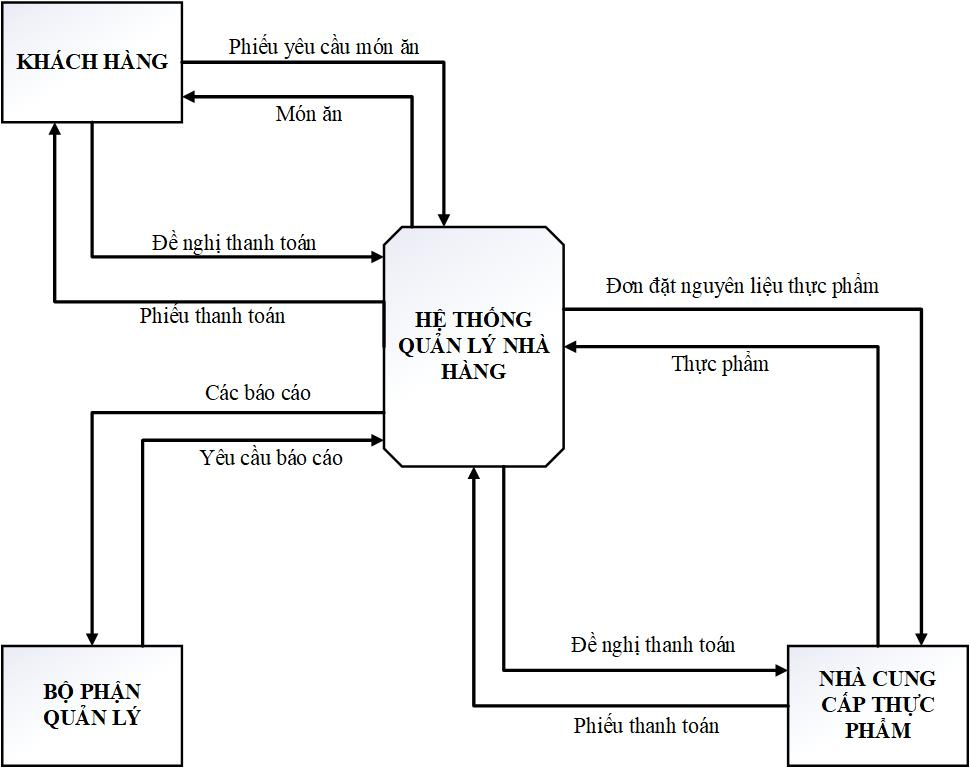 Phiếu yêu cầu món ăn
KHÁCH HÀNG
Món ăn
Đề nghị thanh toán
Phiếu thanh toán
Đơn đặt nguyên liệu thực phẩm
HỆ THỐNG
QUẢN LÝ NHÀ
HÀNG
Thực phẩm
Các báo cáo
Yêu cầu báo cáo
Đề nghị thanh toán
Phiếu thanh toán
BỘ PHẬN
QUẢN LÝ
NHÀ CUNG
CẤP THỰC
PHẨM